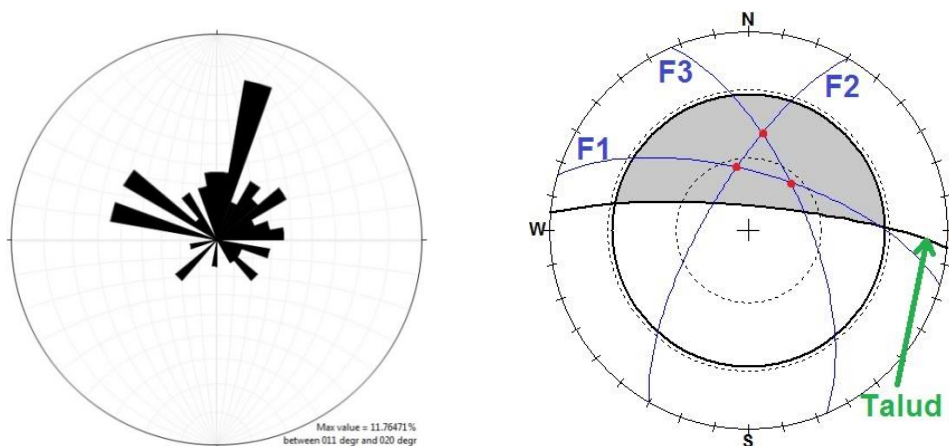 Max value = 11.76471%
between 011 degr and 020 degr
N
F3
F2
F1
W
Talud
S